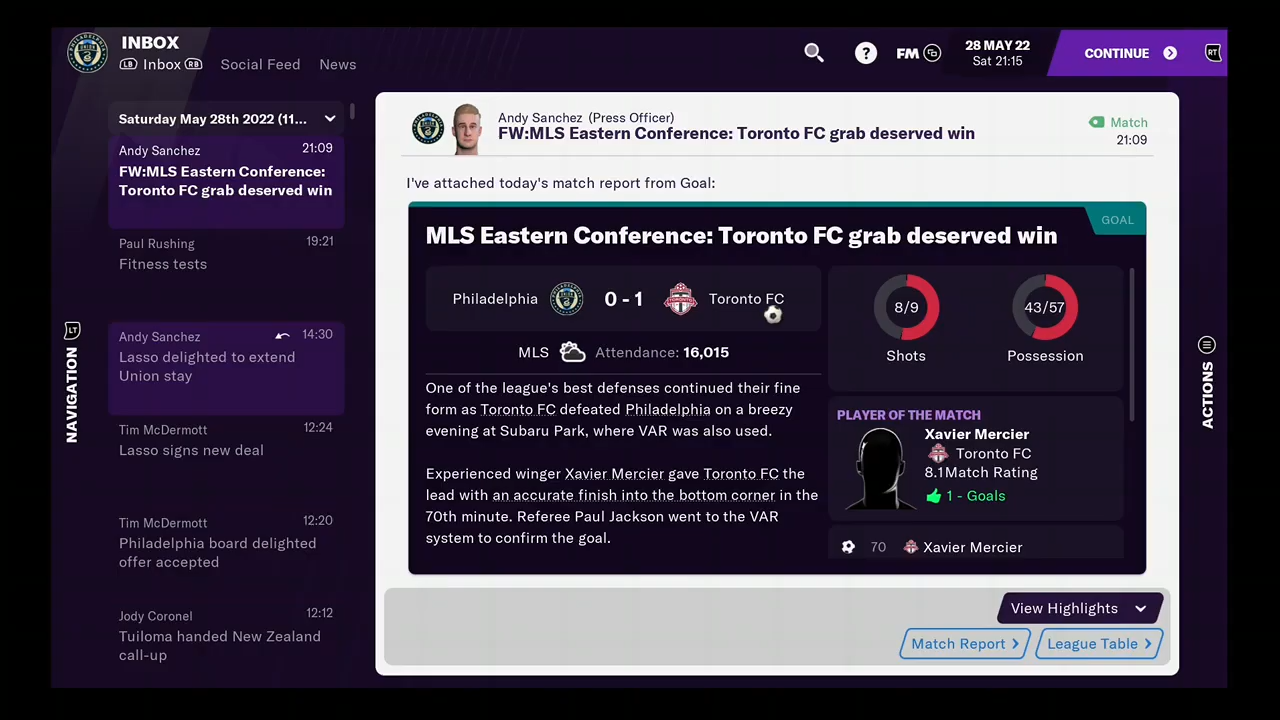 INBOX
LB Inbox RB Social Feed News
?
FM
28 MAY 22
Sat 21:15
CONTINUE
RT
Saturday May 28th 2022 (11...
Andy Sanchez 21:09
FW:MLS Eastern Conference:
Toronto FC grab deserved win
Paul Rushing 19:21
Fitness tests
Andy Sanchez 14:30
Lasso delighted to extend
Union stay
Tim McDermott 12:24
Lasso signs new deal
Tim McDermott 12:20
Philadelphia board delighted
offer accepted
Jody Coronel 12:12
Tuiloma handed New Zealand
call-up
LT
NAVIGATION
Andy Sanchez (Press Officer)
FW:MLS Eastern Conference: Toronto FC grab deserved win
Match
21:09
I've attached today's match report from Goal:
GOAL
MLS Eastern Conference: Toronto FC grab deserved win
Philadelphia 0 - 1 Toronto FC
MLS Attendance: 16,015
One of the league's best defenses continued their fine
form as Toronto FC defeated Philadelphia on a breezy
evening at Subaru Park, where VAR was also used.
Experienced winger Xavier Mercier gave Toronto FC the
lead with an accurate finish into the bottom corner in the
70th minute. Referee Paul Jackson went to the VAR
system to confirm the goal.
8/9
Shots
43/57
Possession
PLAYER OF THE MATCH
Xavier Mercier
Toronto FC
8.1 Match Rating
1 - Goals
70 Xavier Mercier
View Highlights
Match Report
League Table
ACTIONS